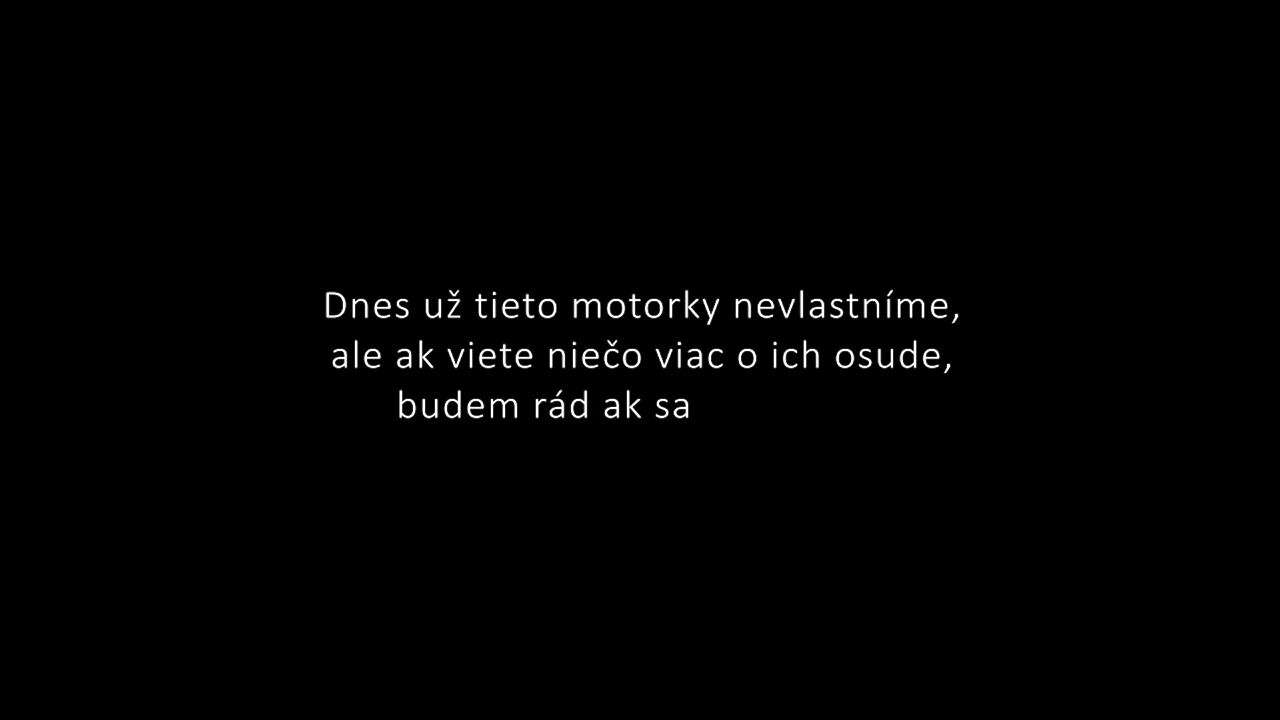 Dnes už tieto motorky nevlastníme,
ale ak viete niečo viac o ich osude,
budem rád ak sa